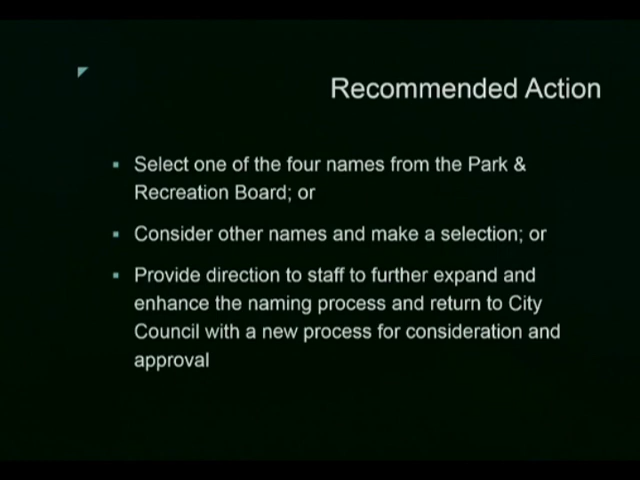 Recommended Action
Select one of the four names from the Park &
Recreation Board; or
Consider other names and make a selection; or
Provide direction to staff to further expand and
enhance the naming process and return to City
Council with a new process for consideration and
approval